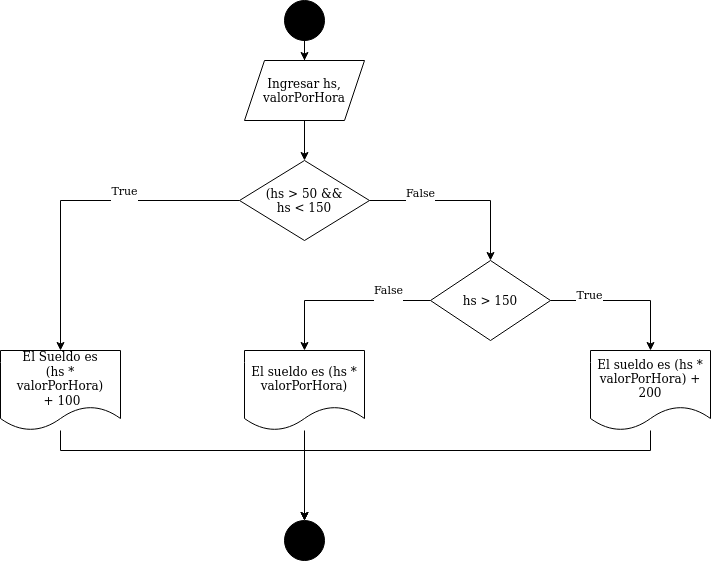 Ingresar hs,
valorPorHora
(hs > 50 &&
hs < 150
True
False
hs > 150
False
True
El Sueldo es
(hs *
valorPorHora)
+ 100
El sueldo es (hs *
valorPorHora)
El sueldo es (hs *
valorPorHora) +
200